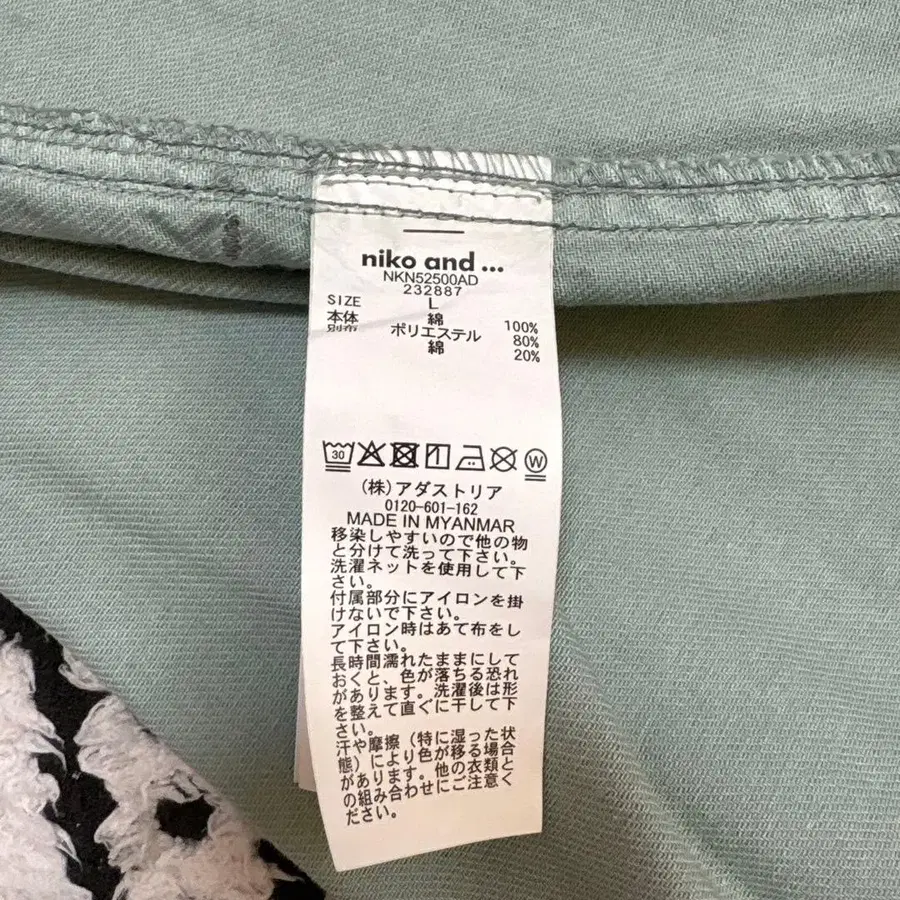 niko and ...
NKN52500AD
232887
SIZE L
本体 綿 100%
別布 ポリエステル 80%
綿 20%
30
W
(株)アダストリア
0120-601-162
MADE IN MYANMAR
移染しやすいので他の物
と分けて洗って下さい。
洗濯ネットを使用して下
さい。
付属部分にアイロンを掛
けないで下さい。
アイロン時はあて布をし
て下さい。
長時間濡れたままにして
おくと、色が落ちる恐れ
があります。洗濯後は形
を整えて直ぐに干して下
さい。
汗や摩擦（特に湿った状
態）により色が移る場合
があります。他の衣類と
の組み合わせにご注意く
ださい。